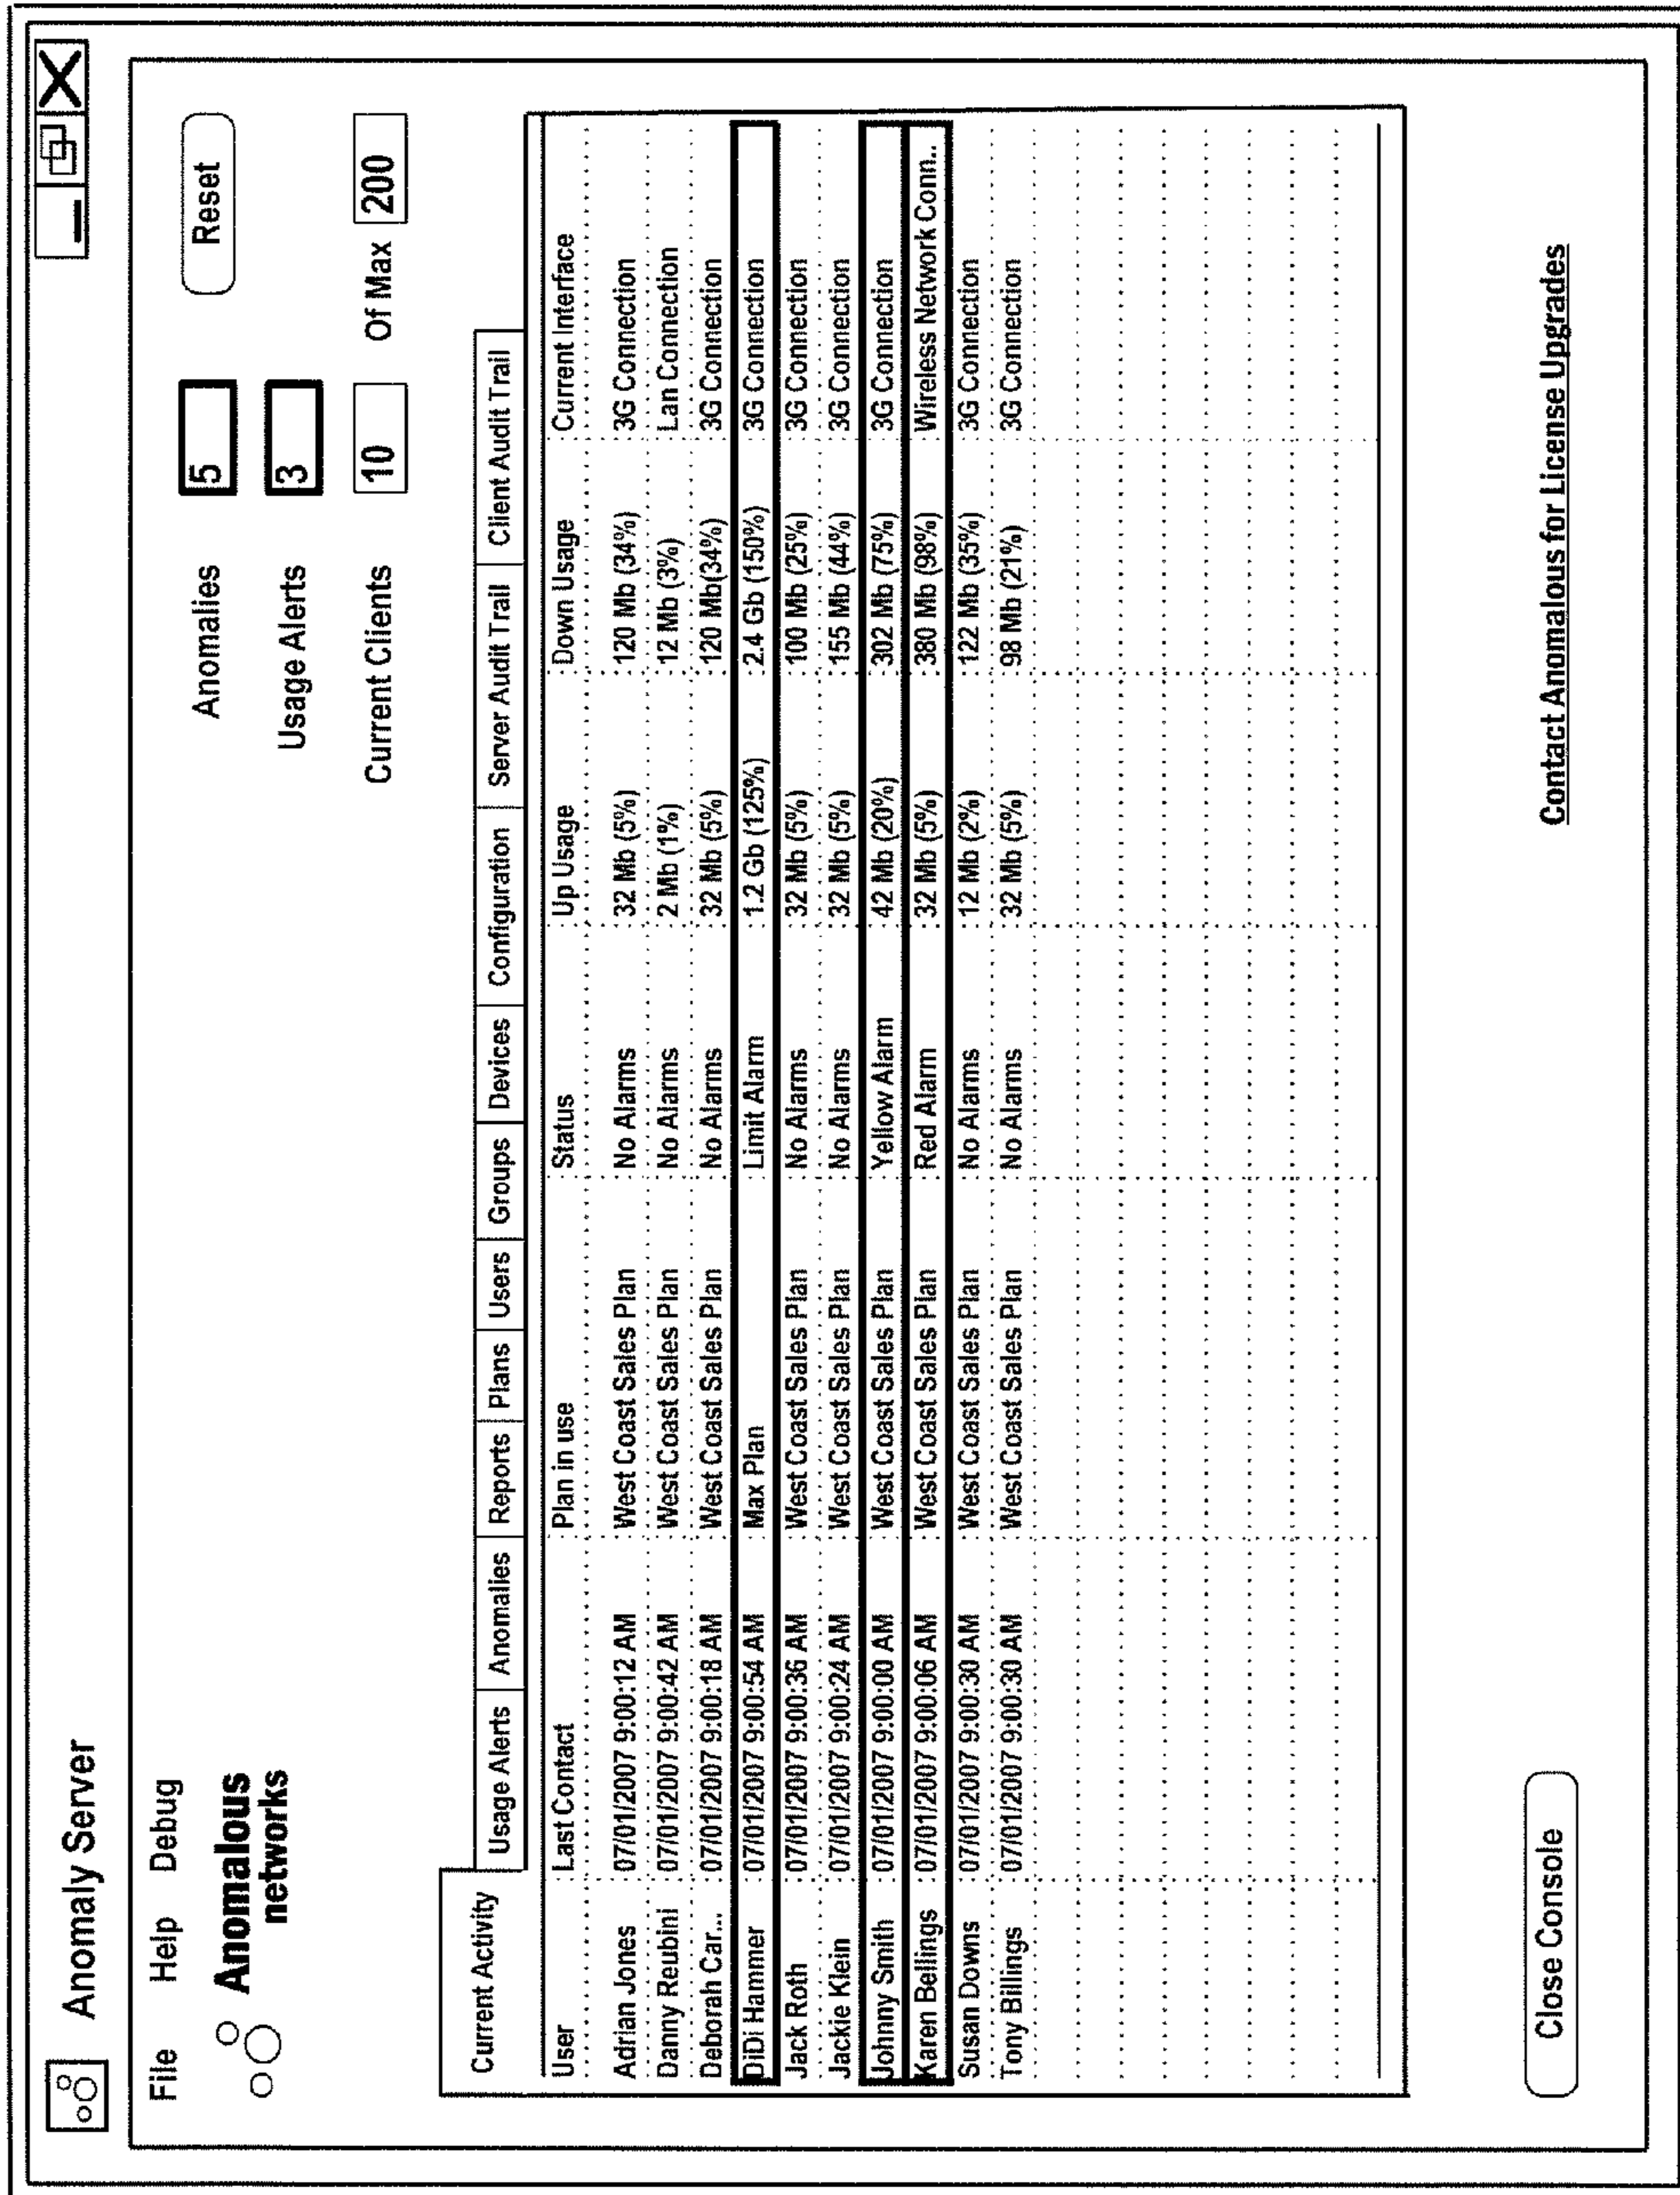 Anomaly Server
File Help Debug
Anomalous
networks
Anomalies 5 Reset
Usage Alerts 3
Current Clients 10 Of Max 200
Current Activity Usage Alerts Anomalies Reports Plans Users Groups Devices Configuration Server Audit Trail Client Audit Trail
User Last Contact Plan in use Status Up Usage Down Usage Current Interface
Adrian Jones 07/01/2007 9:00:12 AM West Coast Sales Plan No Alarms 32 Mb (5%) 120 Mb (34%) 3G Connection
Danny Reubini 07/01/2007 9:00:42 AM West Coast Sales Plan No Alarms 2 Mb (1%) 12 Mb (3%) Lan Connection
Deborah Car... 07/01/2007 9:00:18 AM West Coast Sales Plan No Alarms 32 Mb (5%) 120 Mb(34%) 3G Connection
DiDi Hammer 07/01/2007 9:00:54 AM Max Plan Limit Alarm 1.2 Gb (125%) 2.4 Gb (150%) 3G Connection
Jack Roth 07/01/2007 9:00:36 AM West Coast Sales Plan No Alarms 32 Mb (5%) 100 Mb (25%) 3G Connection
Jackie Klein 07/01/2007 9:00:24 AM West Coast Sales Plan No Alarms 32 Mb (5%) 155 Mb (44%) 3G Connection
Johnny Smith 07/01/2007 9:00:00 AM West Coast Sales Plan Yellow Alarm 42 Mb (20%) 302 Mb (75%) 3G Connection
Karen Bellings 07/01/2007 9:00:06 AM West Coast Sales Plan Red Alarm 32 Mb (5%) 380 Mb (98%) Wireless Network Conn..
Susan Downs 07/01/2007 9:00:30 AM West Coast Sales Plan No Alarms 12 Mb (2%) 122 Mb (35%) 3G Connection
Tony Billings 07/01/2007 9:00:30 AM West Coast Sales Plan No Alarms 32 Mb (5%) 98 Mb (21%) 3G Connection
Close Console Contact Anomalous for License Upgrades